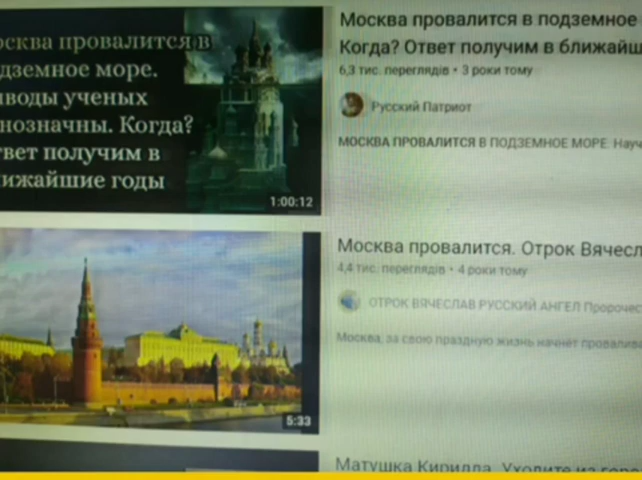 осква провалится в
дземное море.
ыводы ученых
нозначны. Когда?
твет получим в
ижайшие годы
1:00:12
Москва провалится в подземное
Когда? Ответ получим в ближайш
6,3 тис. переглядів • 3 роки тому
Русский Патриот
МОСКВА ПРОВАЛИТСЯ В ПОДЗЕМНОЕ МОРЕ. Науч
5:33
Москва провалится. Отрок Вячесл
4,4 тис. переглядів • 4 роки тому
ОТРОК ВЯЧЕСЛАВ РУССКИЙ АНГЕЛ Пророчес
Москва, за свою праздную жизнь начнёт провалива
Матушка Кирилла. Уходите из горо